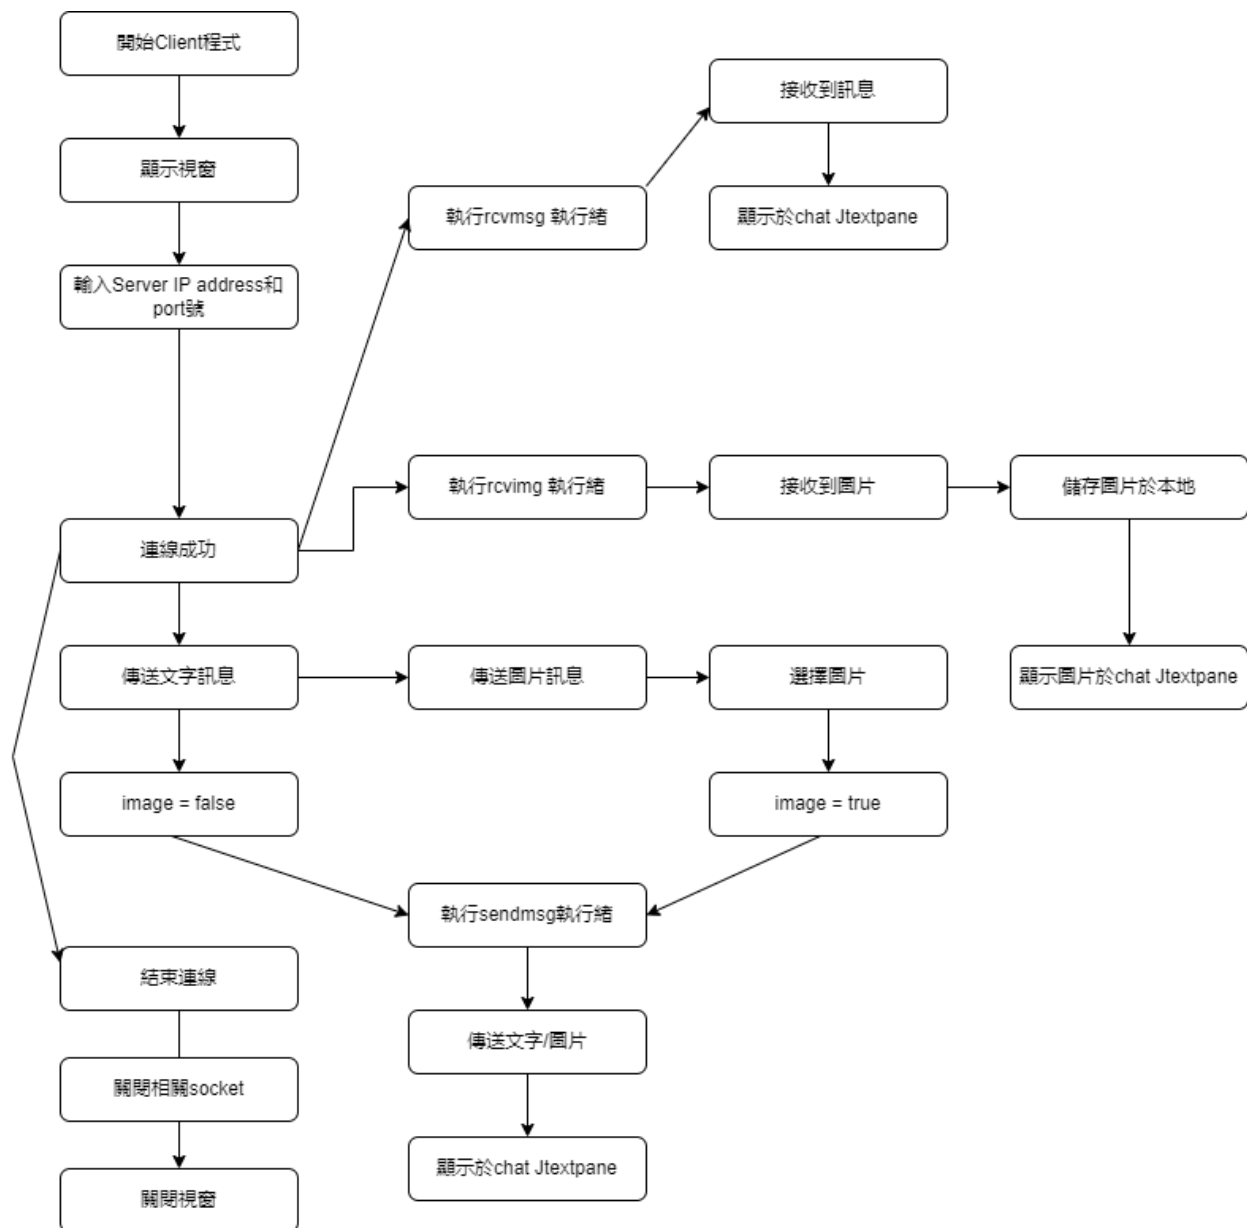 開始Client程式
接收到訊息
顯示視窗
執行rcvmsg 執行緒
顯示於chat Jtextpane
輸入Server IP address和
port號
執行rcvimg 執行緒
接收到圖片
儲存圖片於本地
連線成功
傳送文字訊息
傳送圖片訊息
選擇圖片
顯示圖片於chat Jtextpane
image = false
image = true
執行sendmsg執行緒
結束連線
傳送文字/圖片
關閉相關socket
顯示於chat Jtextpane
關閉視窗